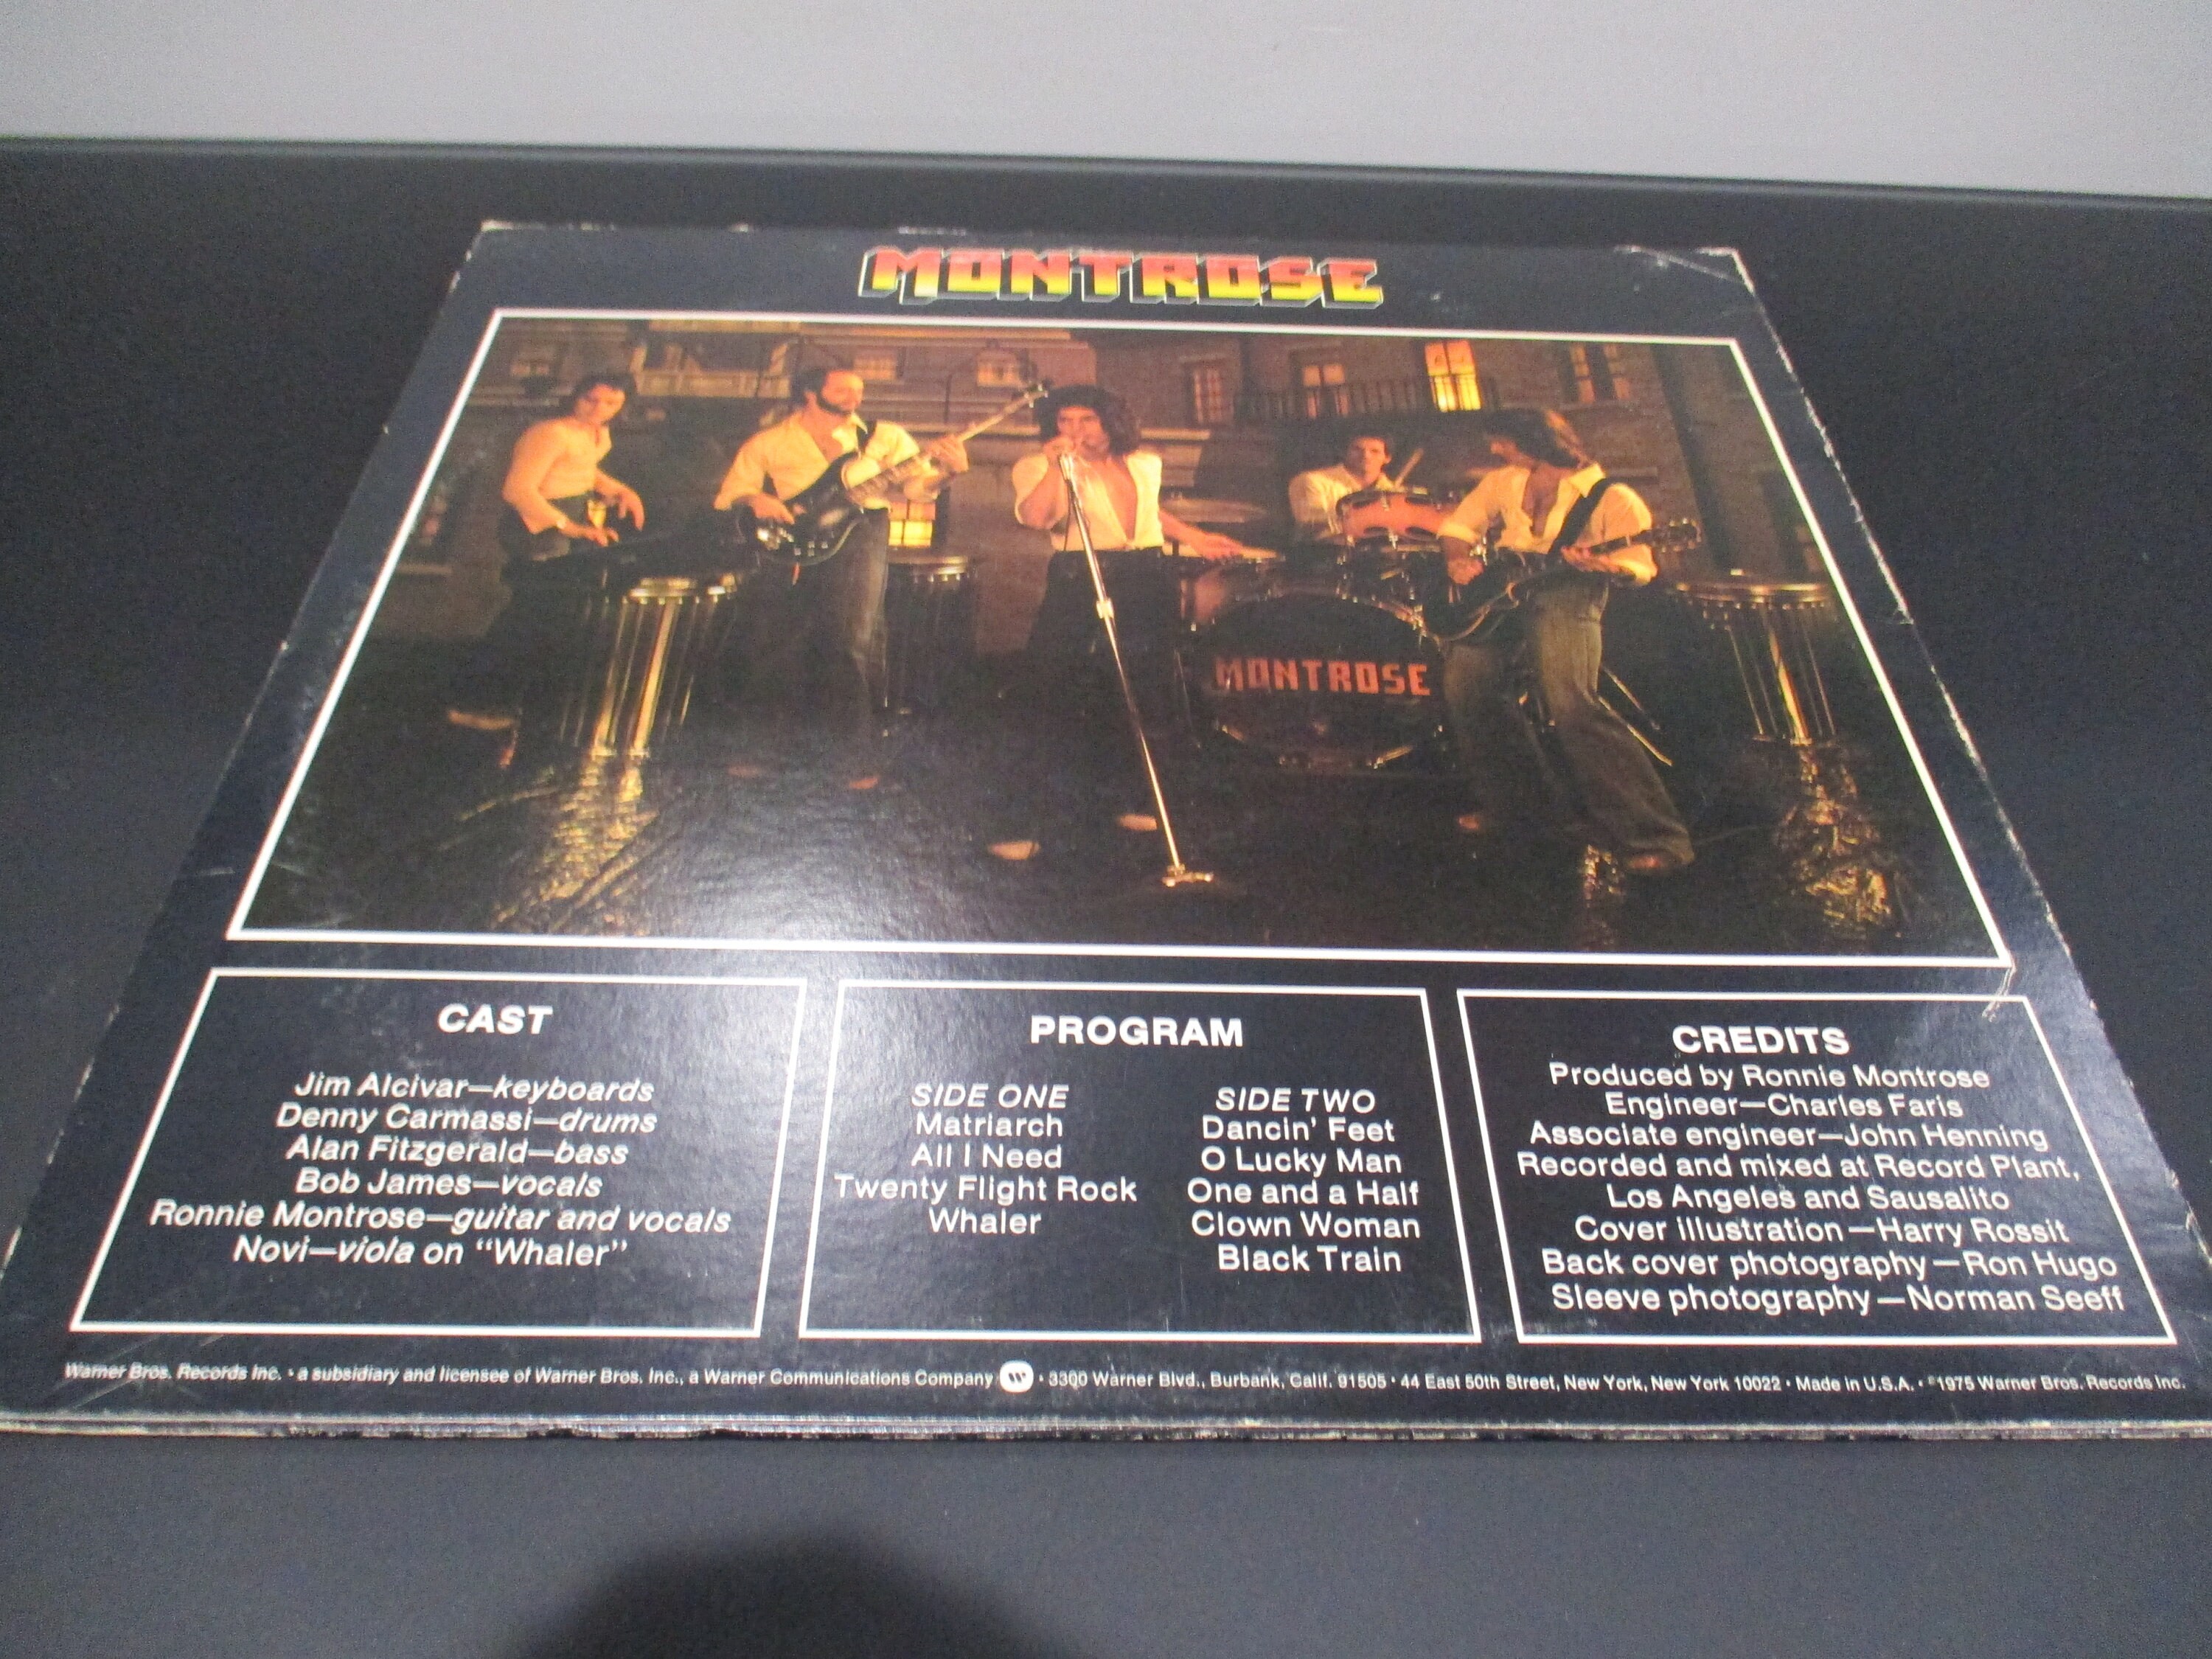 MONTROSE
MONTROSE
CAST
Jim Alcivar—keyboards
Denny Carmassi—drums
Alan Fitzgerald—bass
Bob James—vocals
Ronnie Montrose—guitar and vocals
Novi—viola on “Whaler”
PROGRAM
SIDE ONE
Matriarch
All I Need
Twenty Flight Rock
Whaler
SIDE TWO
Dancin’ Feet
O Lucky Man
One and a Half
Clown Woman
Black Train
CREDITS
Produced by Ronnie Montrose
Engineer—Charles Faris
Associate engineer—John Henning
Recorded and mixed at Record Plant,
Los Angeles and Sausalito
Cover illustration—Harry Rossit
Back cover photography—Ron Hugo
Sleeve photography—Norman Seeff
Warner Bros. Records Inc. • a subsidiary and licensee of Warner Bros. Inc., a Warner Communications Company W • 3300 Warner Blvd., Burbank, Calif. 91505 • 44 East 50th Street, New York, New York 10022 • Made in U.S.A. • ©1975 Warner Bros. Records Inc.